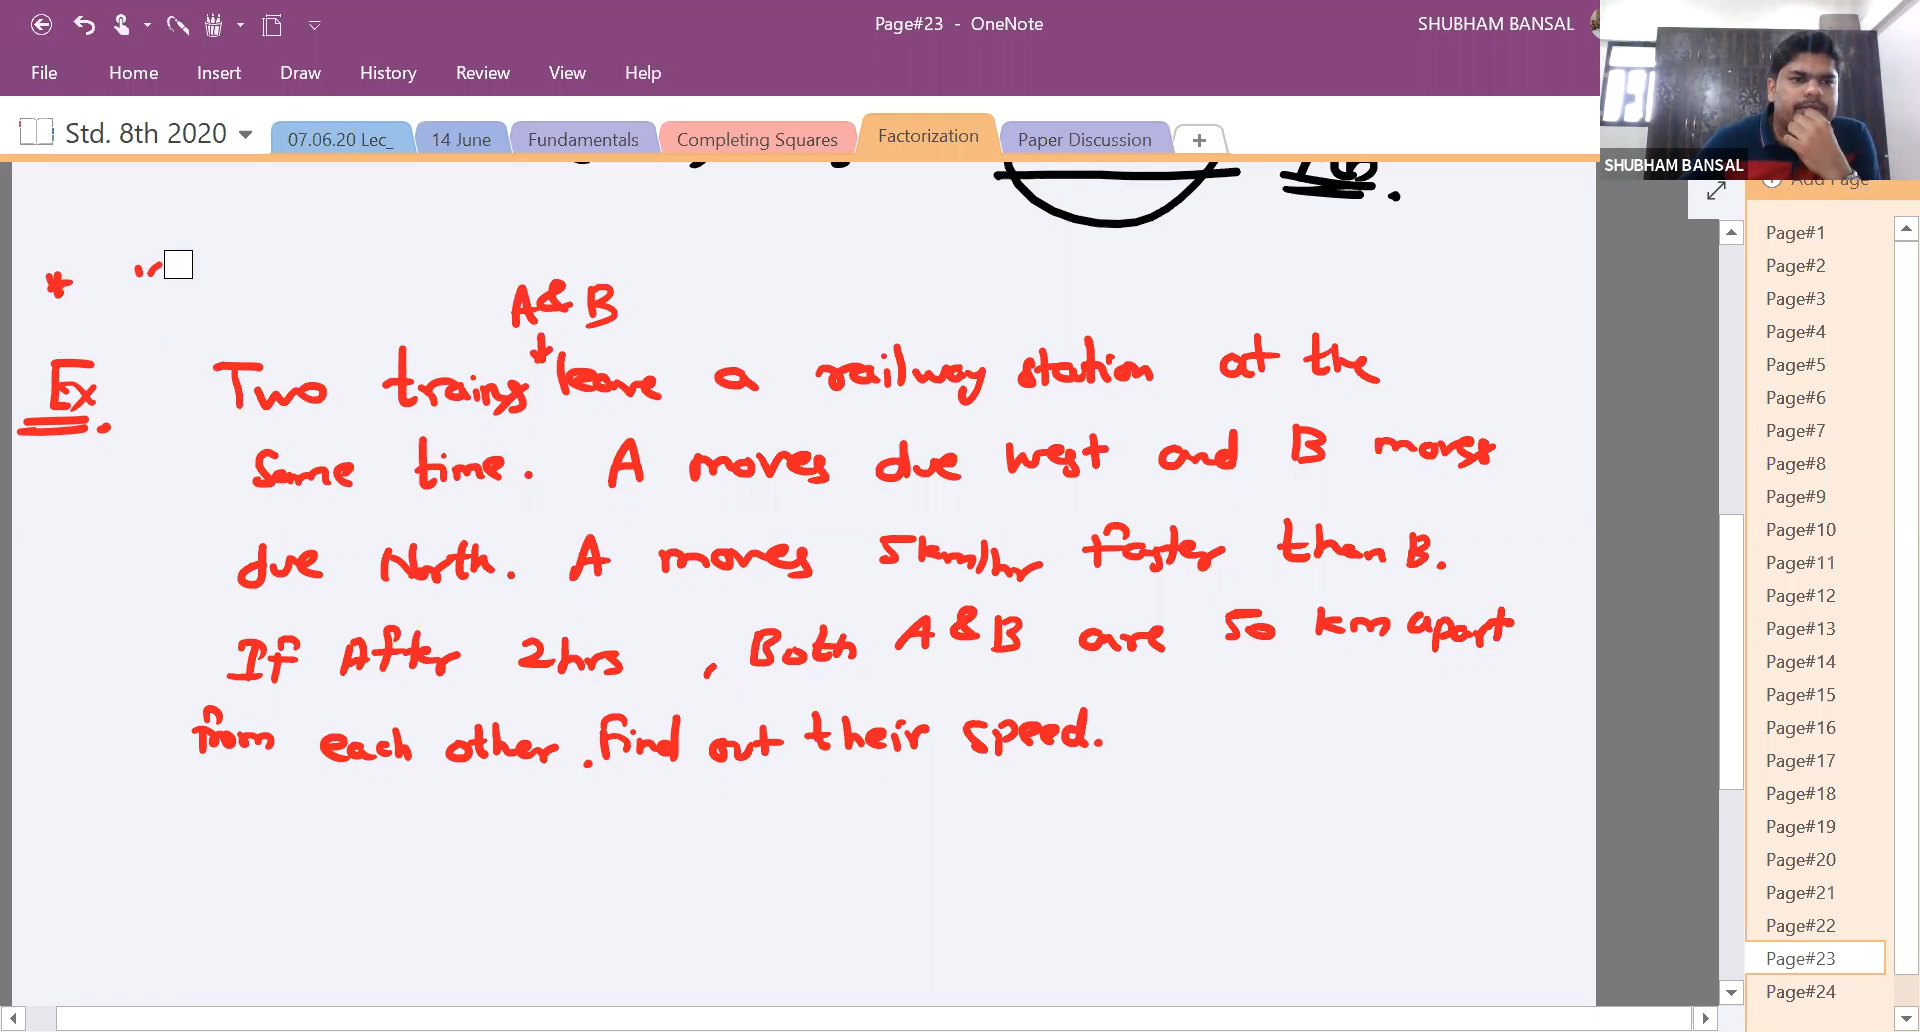 Page#23 - OneNote
SHUBHAM BANSAL
File Home Insert Draw History Review View Help
Std. 8th 2020
07.06.20 Lec_
14 June
Fundamentals
Completing Squares
Factorization
Paper Discussion
SHUBHAM BANSAL
Add Page
A & B
Ex.
Two trains leave a railway station at the
same time. A moves due west and B moves
due North. A moves 5km/hr faster than B.
If After 2hrs, Both A & B are 50 km apart
from each other. find out their speed.
Page#1
Page#2
Page#3
Page#4
Page#5
Page#6
Page#7
Page#8
Page#9
Page#10
Page#11
Page#12
Page#13
Page#14
Page#15
Page#16
Page#17
Page#18
Page#19
Page#20
Page#21
Page#22
Page#23
Page#24